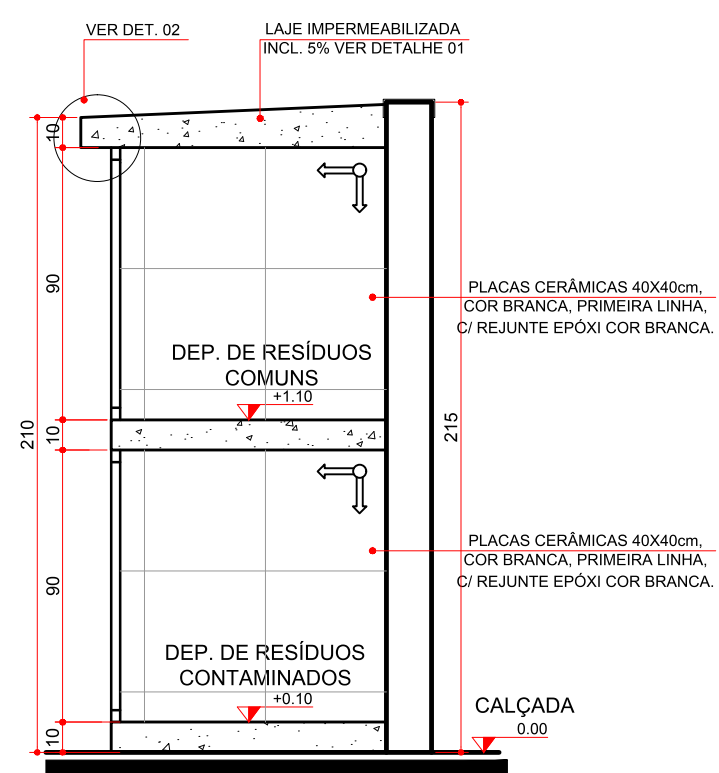 VER DET. 02
LAJE IMPERMEABILIZADA
INCL. 5% VER DETALHE 01
10
90
PLACAS CERÂMICAS 40X40cm,
COR BRANCA, PRIMEIRA LINHA,
C/ REJUNTE EPÓXI COR BRANCA.
DEP. DE RESÍDUOS
COMUNS
+1.10
210
10
215
PLACAS CERÂMICAS 40X40cm,
COR BRANCA, PRIMEIRA LINHA,
C/ REJUNTE EPÓXI COR BRANCA.
90
DEP. DE RESÍDUOS
CONTAMINADOS
+0.10
CALÇADA
0.00
10